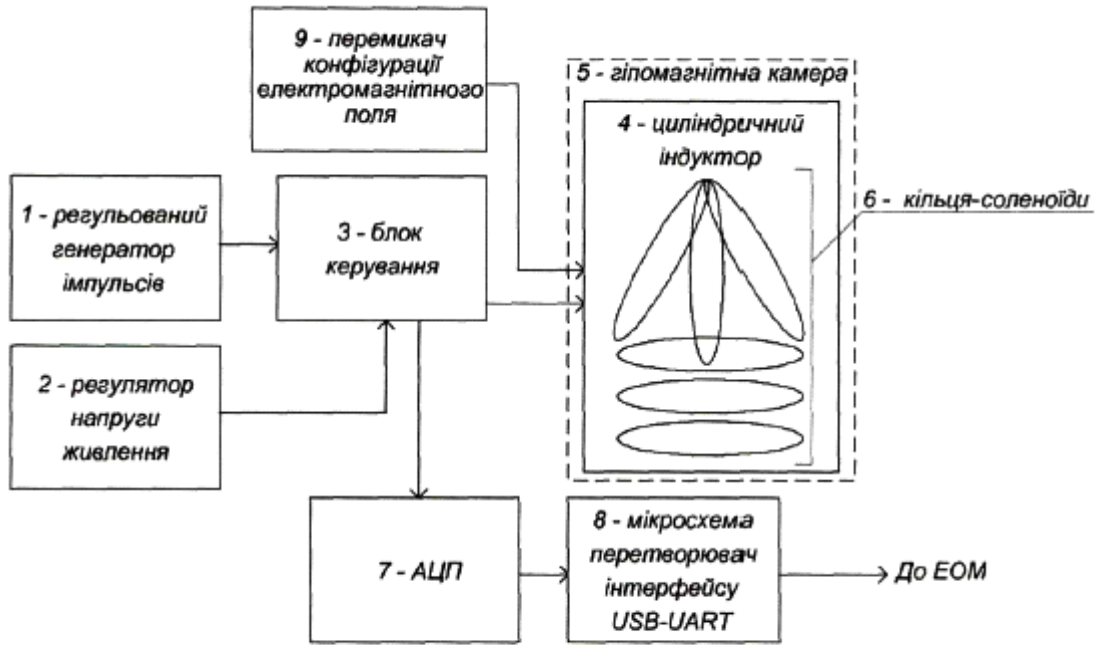 9 - перемикач
конфігурації
електромагнітного
поля
5 - гіпомагнітна камера
4 - циліндричний
індуктор
6 - кільця-соленоїди
1 - регульований
генератор
імпульсів
3 - блок
керування
2 - регулятор
напруги
живлення
7 - АЦП
8 - мікросхема
перетворювач
інтерфейсу
USB-UART
До ЕОМ